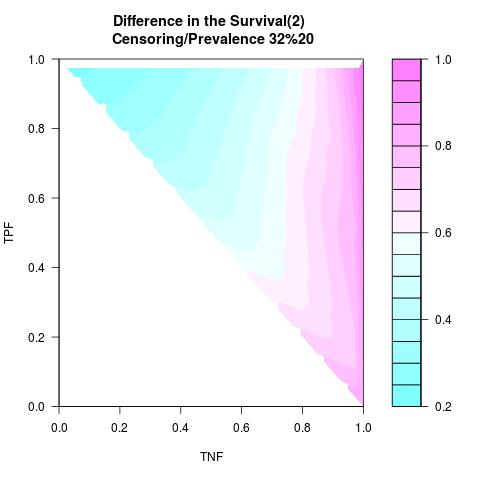 Difference in the Survival(2)
Censoring/Prevalence 32%20
1.0
0.8
0.6
0.4
0.2
0.0
TPF
0.0 0.2 0.4 0.6 0.8 1.0
TNF
1.0
0.8
0.6
0.4
0.2